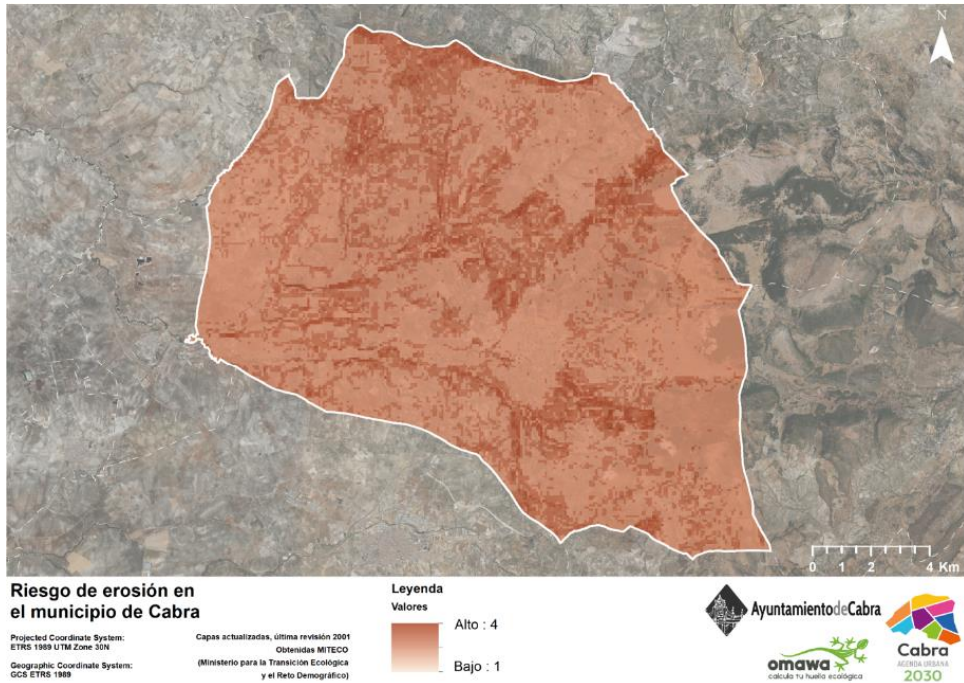 N
0 1 2 4 Km
Riesgo de erosión en
el municipio de Cabra
Projected Coordinate System:
ETRS 1989 UTM Zone 30N
Geographic Coordinate System:
GCS ETRS 1989
Capas actualizadas, última revisión 2001
Obtenidas MITECO
(Ministerio para la Transición Ecológica
y el Reto Demográfico)
Leyenda
Valores
Alto : 4
Bajo : 1
AyuntamientodeCabra
omawa
calcula tu huella ecológica
Cabra
AGENDA URBANA
2030